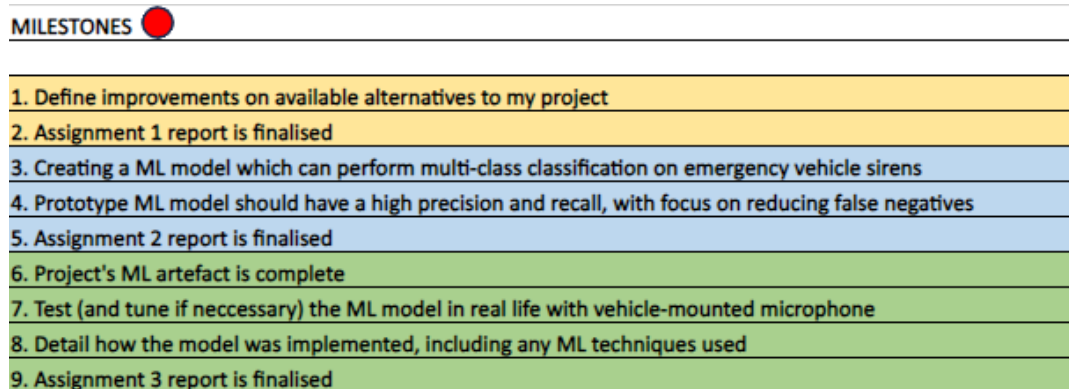 MILESTONES
1. Define improvements on available alternatives to my project
2. Assignment 1 report is finalised
3. Creating a ML model which can perform multi-class classification on emergency vehicle sirens
4. Prototype ML model should have a high precision and recall, with focus on reducing false negatives
5. Assignment 2 report is finalised
6. Project's ML artefact is complete
7. Test (and tune if neccessary) the ML model in real life with vehicle-mounted microphone
8. Detail how the model was implemented, including any ML techniques used
9. Assignment 3 report is finalised